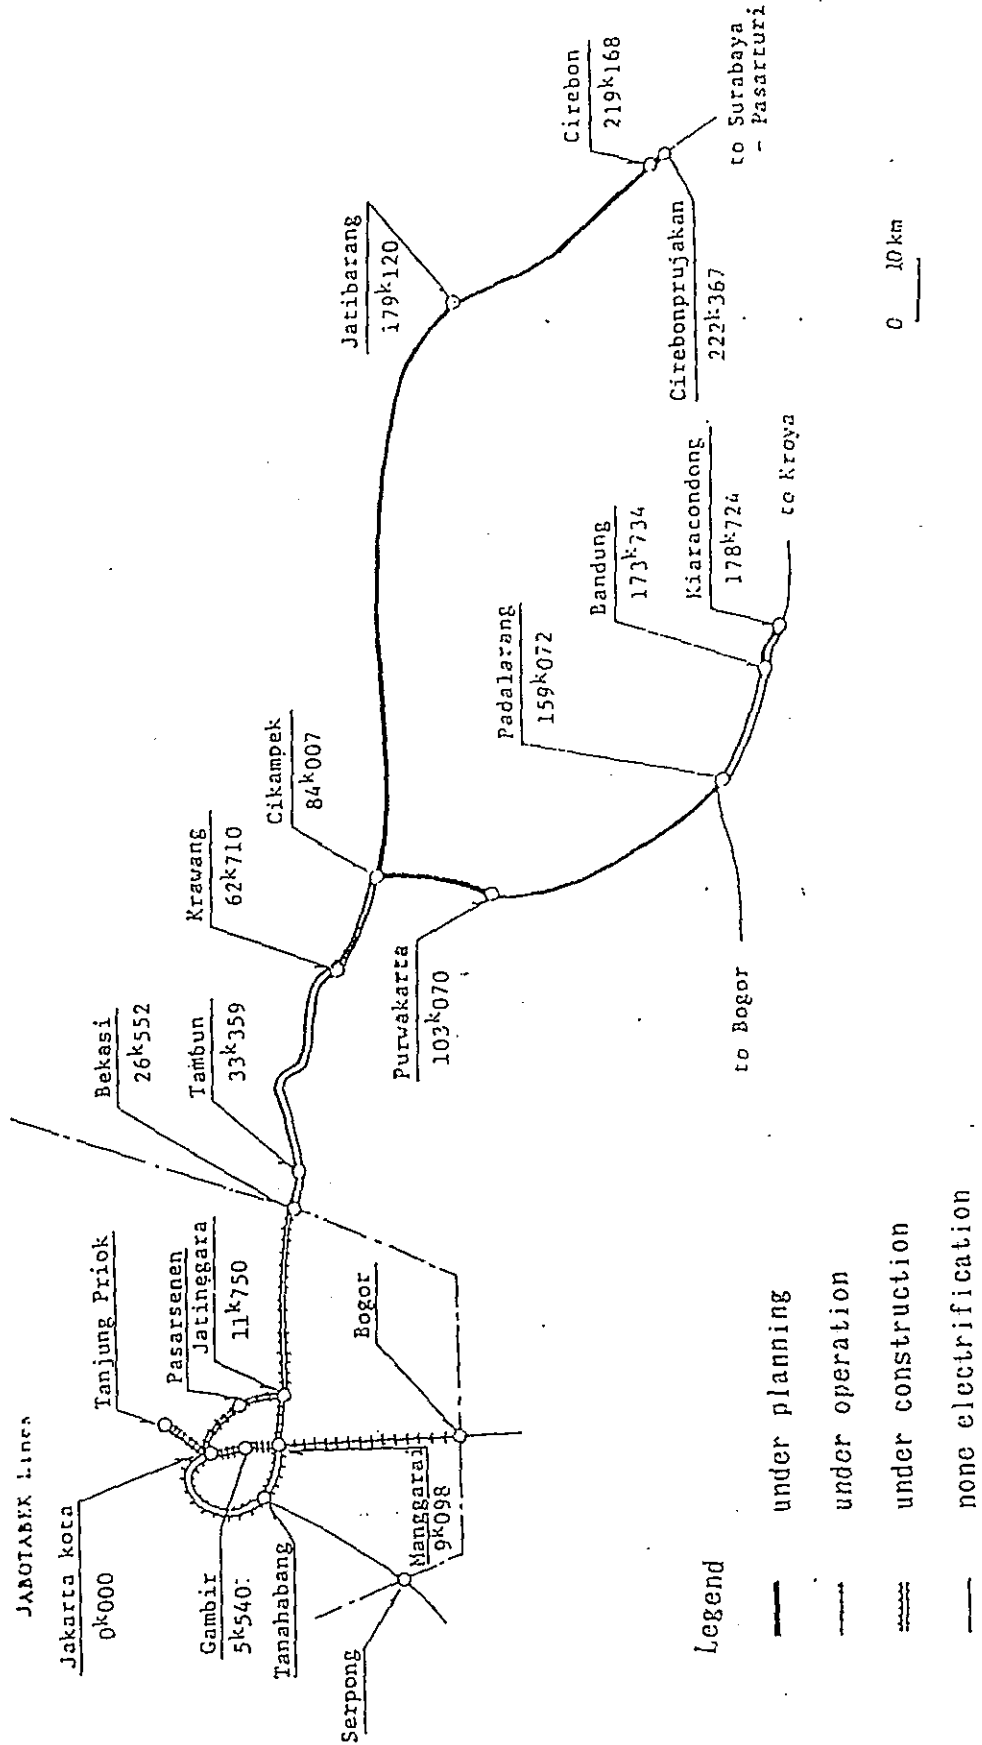 JABOTABEK Lines
Jakarta kota
0k000
Gambir
5k540
Tanahabang
Serpong
Manggarai
9k098
Tanjung Priok
Pasarsenen
Jatinegara
11k750
Bogor
Bekasi
26k552
Tambun
33k359
Krawang
62k710
Cikampek
84k007
Purwakarta
103k070
to Bogor
Padalarang
159k072
Bandung
173k734
Kiaracondong
178k724
to Kroya
Jatibarang
179k120
Cirebon
219k168
Cirebonprujakan
222k367
to Surabaya
- Pasarturi
0 10km
Legend
under planning
under operation
under construction
none electrification